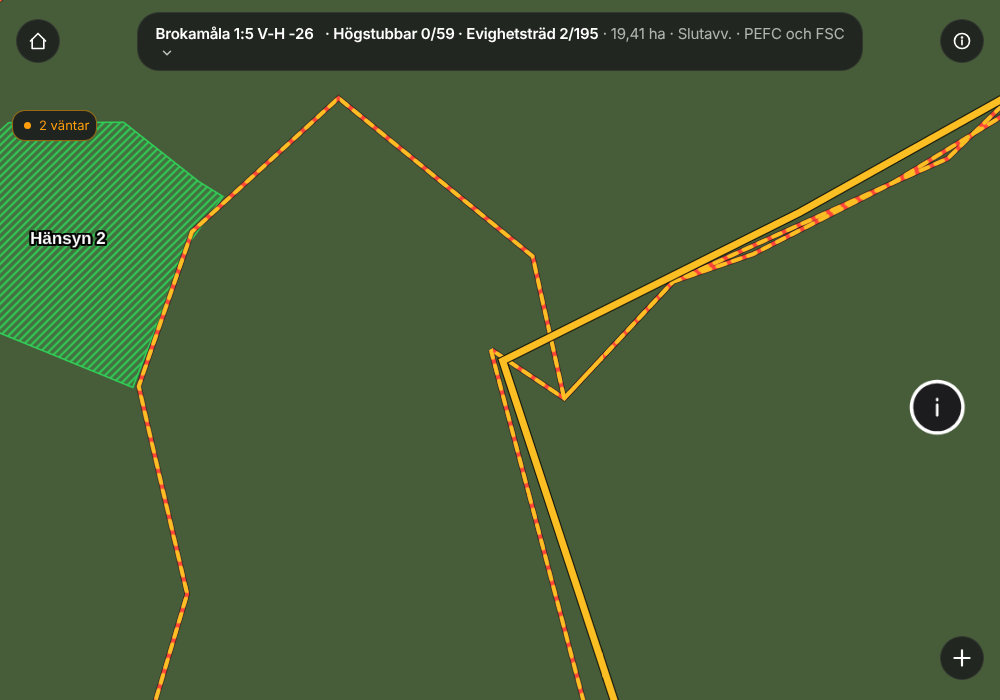 Brokamåla 1:5 V-H -26 · Högstubbar 0/59 · Evighetsträd 2/195 · 19,41 ha · Slutavv. · PEFC och FSC
2 väntar
Hänsyn 2